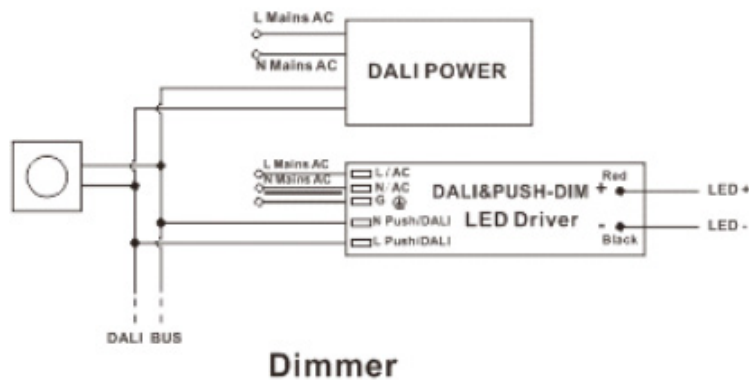 L Mains AC
N Mains AC
DALI POWER
L Mains AC
N Mains AC
L / AC
N/ AC
G
N Push/DALI
L Push/DALI
DALI&PUSH-DIM
LED Driver
Red
+
-
Black
LED +
LED -
DALI BUS
Dimmer